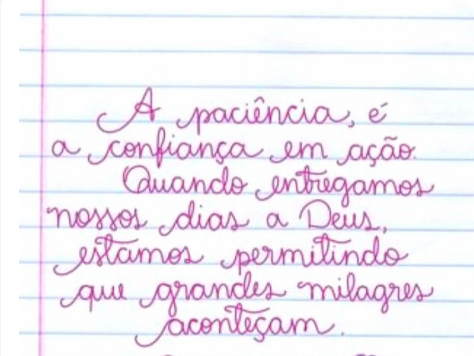 A paciência, é
a confiança em ação.
Quando entregamos
nossos dias a Deus,
estamos permitindo
que grandes milagres
aconteçam.